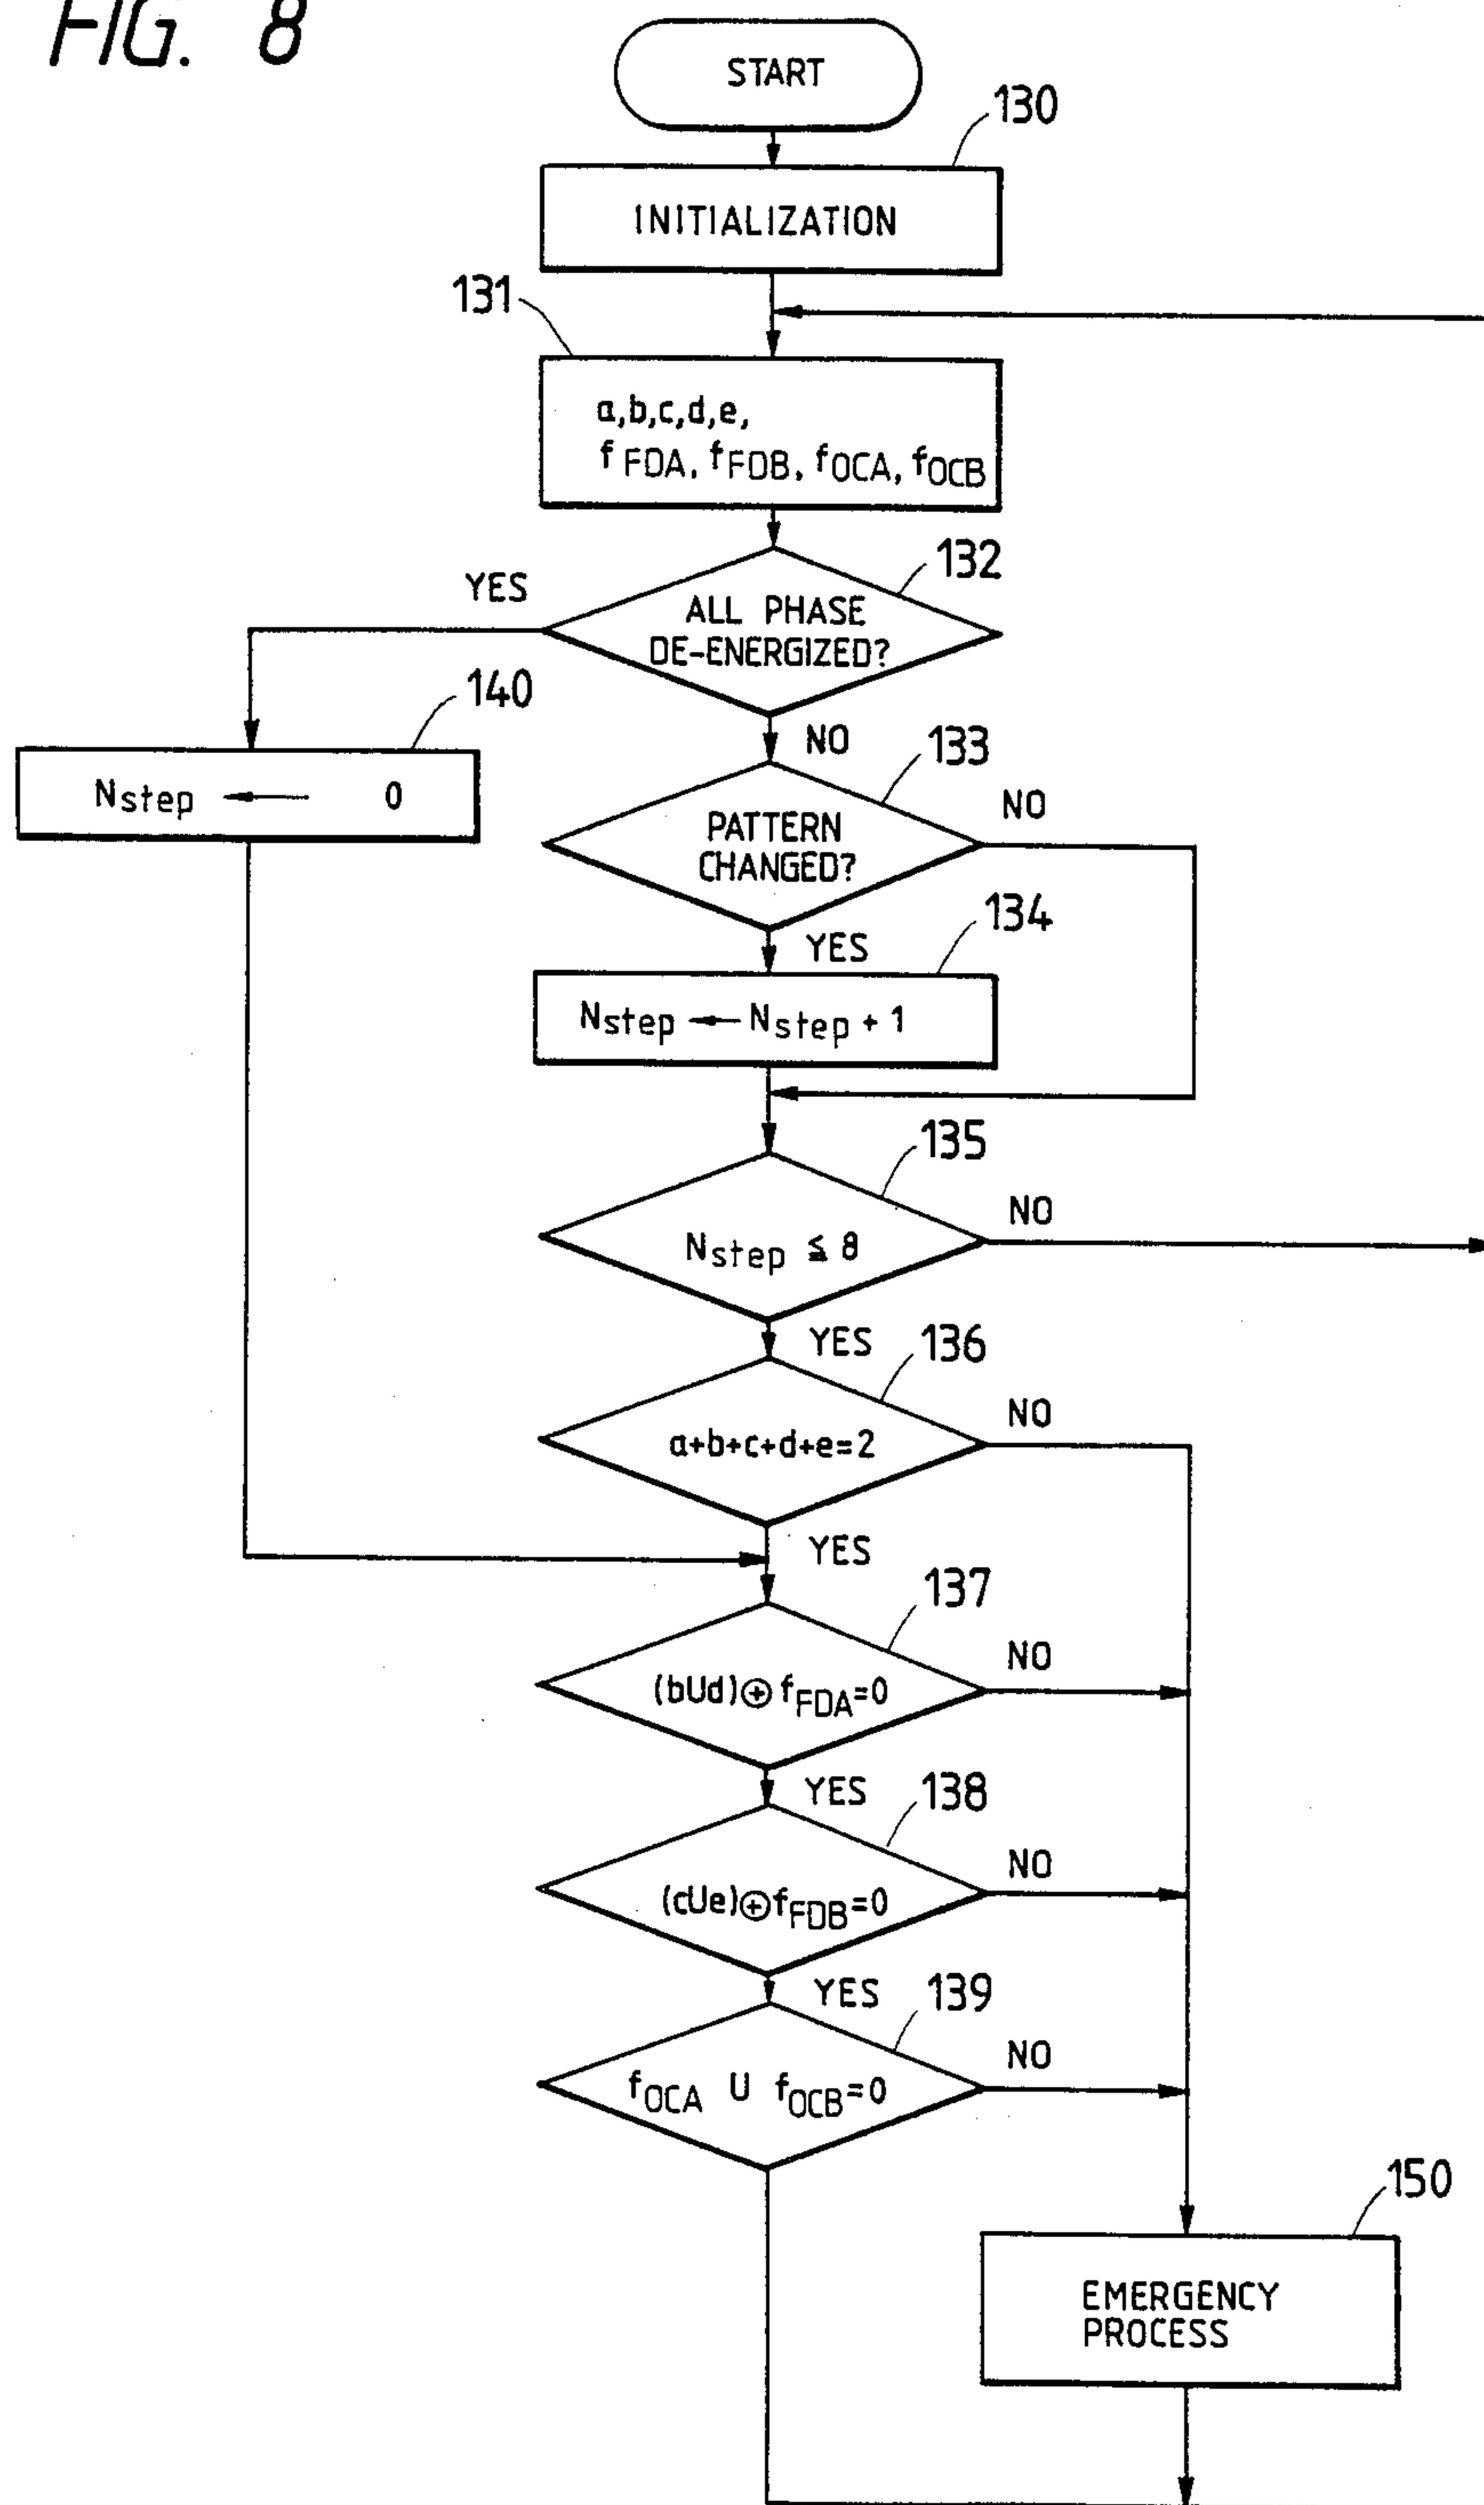 FIG. 8
START
130
INITIALIZATION
131
a,b,c,d,e,
fFDA, fFDB, fOCA, fOCB
132
YES
ALL PHASE
DE-ENERGIZED?
140
NO
133
Nstep ← 0
NO
PATTERN
CHANGED?
134
YES
Nstep ← Nstep + 1
135
NO
Nstep ≦ 8
YES
136
NO
a+b+c+d+e=2
YES
137
NO
(bUd)⊕fFDA=0
YES
138
NO
(cUe)⊕fFDB=0
YES
139
NO
fOCA U fOCB=0
150
EMERGENCY
PROCESS